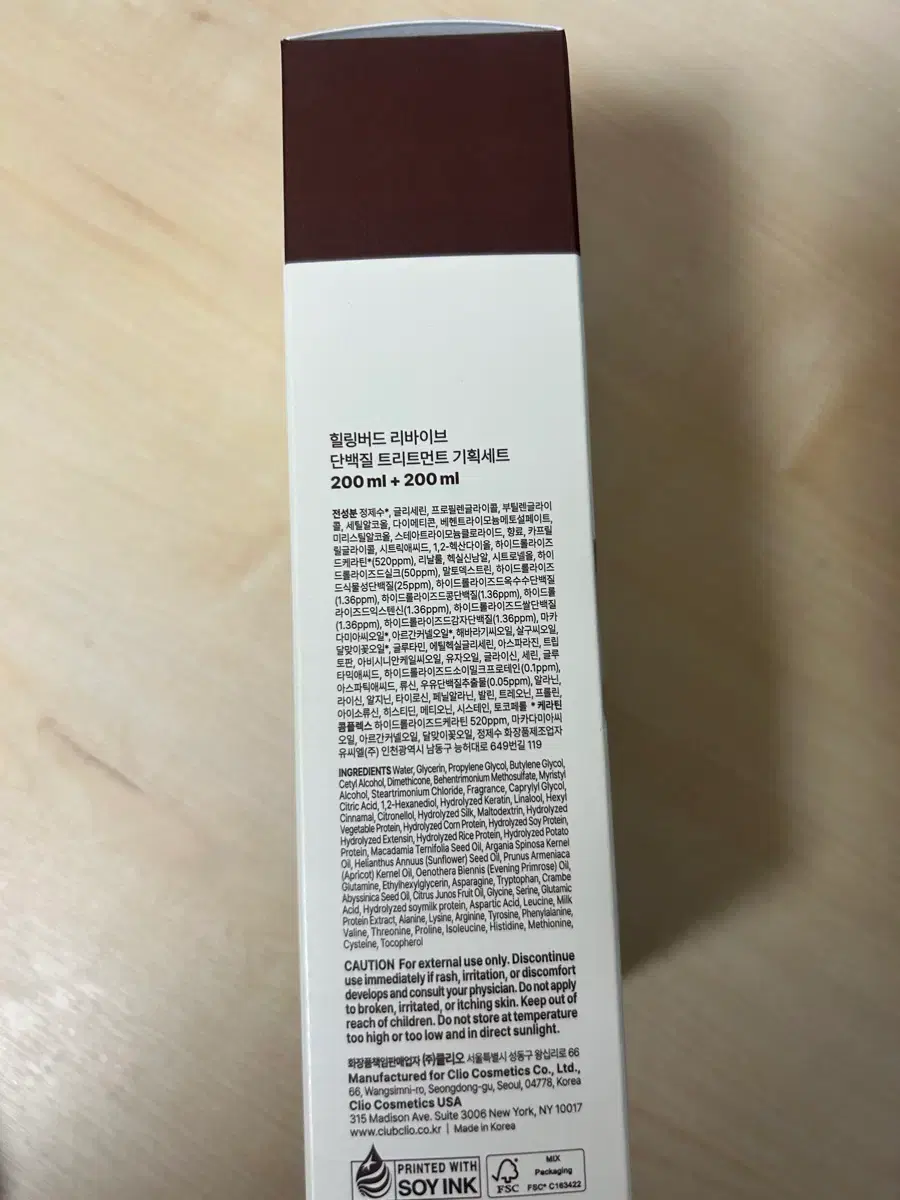 힐링버드 리바이브
단백질 트리트먼트 기획세트
200 ml + 200 ml
전성분 정제수*, 글리세린, 프로필렌글라이콜, 부틸렌글라이
콜, 세틸알코올, 다이메티콘, 베헨트라이모늄메토설페이트,
미리스틸알코올, 스테아트라이모늄클로라이드, 향료, 카프릴
릴글라이콜, 시트릭애씨드, 1,2-헥산다이올, 하이드롤라이즈
드케라틴*(520ppm), 리날룰, 헥실신남알, 시트로넬올, 하이
드롤라이즈드실크(50ppm), 말토덱스트린, 하이드롤라이즈
드식물성단백질(25ppm), 하이드롤라이즈드옥수수단백질
(1.36ppm), 하이드롤라이즈드콩단백질(1.36ppm), 하이드롤
라이즈드익스텐신(1.36ppm), 하이드롤라이즈드쌀단백질
(1.36ppm), 하이드롤라이즈드감자단백질(1.36ppm), 마카
다미아씨오일*, 아르간커넬오일*, 해바라기씨오일, 살구씨오일,
달맞이꽃오일*, 글루타민, 에틸헥실글리세린, 아스파라진, 트립
토판, 아비시니안케일씨오일, 유자오일, 글라이신, 세린, 글루
타믹애씨드, 하이드롤라이즈드소이밀크프로테인(0.1ppm),
아스파틱애씨드, 류신, 우유단백질추출물(0.05ppm), 알라닌,
라이신, 알지닌, 타이로신, 페닐알라닌, 발린, 트레오닌, 프롤린,
아이소류신, 히스티딘, 메티오닌, 시스테인, 토코페롤 * 케라틴
콤플렉스 하이드롤라이즈드케라틴 520ppm, 마카다미아씨
오일, 아르간커넬오일, 달맞이꽃오일, 정제수 화장품제조업자
유씨엘(주) 인천광역시 남동구 능허대로 649번길 119
INGREDIENTS Water, Glycerin, Propylene Glycol, Butylene Glycol,
Cetyl Alcohol, Dimethicone, Behentrimonium Methosulfate, Myristyl
Alcohol, Steartrimonium Chloride, Fragrance, Caprylyl Glycol,
Citric Acid, 1,2-Hexanediol, Hydrolyzed Keratin, Linalool, Hexyl
Cinnamal, Citronellol, Hydrolyzed Silk, Maltodextrin, Hydrolyzed
Vegetable Protein, Hydrolyzed Corn Protein, Hydrolyzed Soy Protein,
Hydrolyzed Extensin, Hydrolyzed Rice Protein, Hydrolyzed Potato
Protein, Macadamia Ternifolia Seed Oil, Argania Spinosa Kernel
Oil, Helianthus Annuus (Sunflower) Seed Oil, Prunus Armeniaca
(Apricot) Kernel Oil, Oenothera Biennis (Evening Primrose) Oil,
Glutamine, Ethylhexylglycerin, Asparagine, Tryptophan, Crambe
Abyssinica Seed Oil, Citrus Junos Fruit Oil, Glycine, Serine, Glutamic
Acid, Hydrolyzed soymilk protein, Aspartic Acid, Leucine, Milk
Protein Extract, Alanine, Lysine, Arginine, Tyrosine, Phenylalanine,
Valine, Threonine, Proline, Isoleucine, Histidine, Methionine,
Cysteine, Tocopherol
CAUTION For external use only. Discontinue
use immediately if rash, irritation, or discomfort
develops and consult your physician. Do not apply
to broken, irritated, or itching skin. Keep out of
reach of children. Do not store at temperature
too high or too low and in direct sunlight.
화장품책임판매업자 (주)클리오 서울특별시 성동구 왕십리로 66
Manufactured for Clio Cosmetics Co., Ltd.,
66, Wangsimni-ro, Seongdong-gu, Seoul, 04778, Korea
Clio Cosmetics USA
315 Madison Ave. Suite 3006 New York, NY 10017
www.clubclio.co.kr | Made in Korea
PRINTED WITH
SOY INK
FSC
MIX
Packaging
FSC® C163422